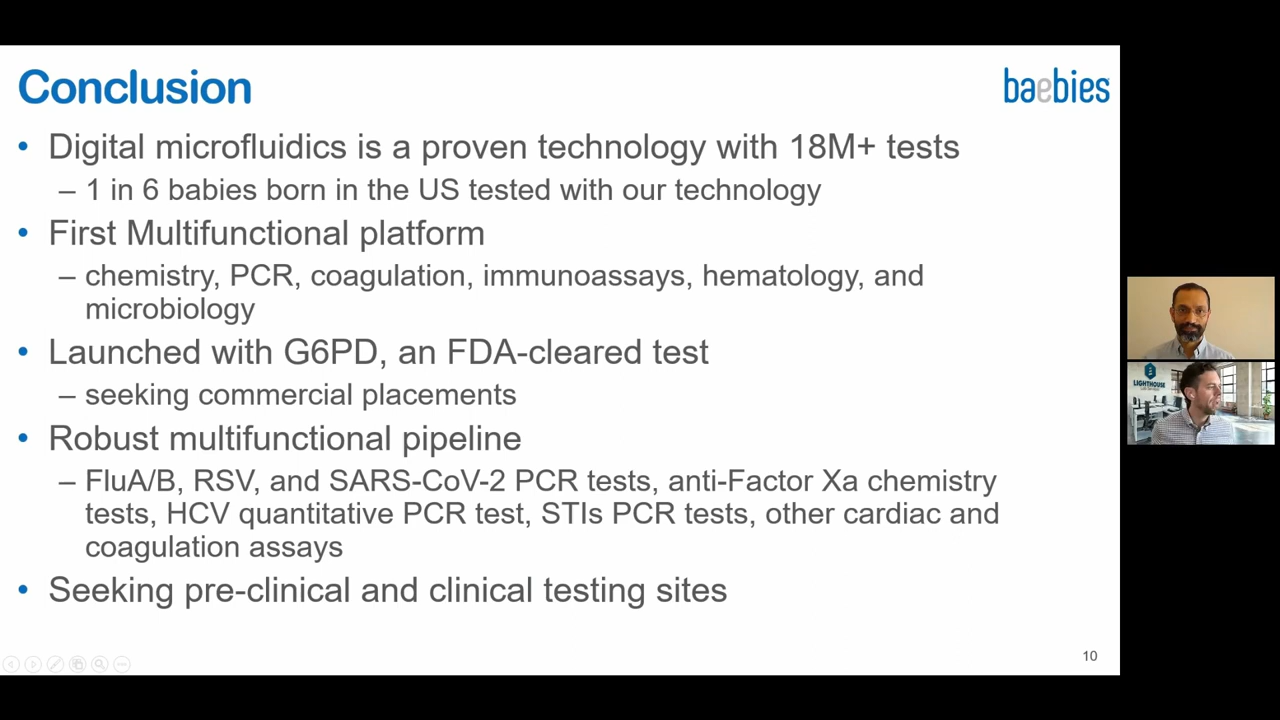 Conclusion
baebies
• Digital microfluidics is a proven technology with 18M+ tests
– 1 in 6 babies born in the US tested with our technology
• First Multifunctional platform
– chemistry, PCR, coagulation, immunoassays, hematology, and
microbiology
• Launched with G6PD, an FDA-cleared test
– seeking commercial placements
• Robust multifunctional pipeline
– FluA/B, RSV, and SARS-CoV-2 PCR tests, anti-Factor Xa chemistry
tests, HCV quantitative PCR test, STIs PCR tests, other cardiac and
coagulation assays
• Seeking pre-clinical and clinical testing sites
10
LIGHTHOUSE